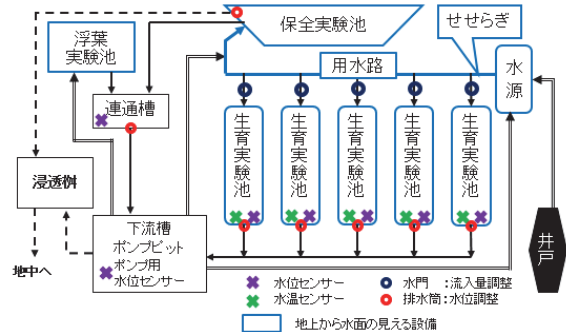 保全実験池
せせらぎ
浮葉
実験池
用水路
水源
連通槽
生育実験池
生育実験池
生育実験池
生育実験池
生育実験池
浸透桝
下流槽
ポンプピット
ポンプ用
水位センサー
井戸
地中へ
水位センサー
水門 :流入量調整
水温センサー
排水筒:水位調整
地上から水面の見える設備